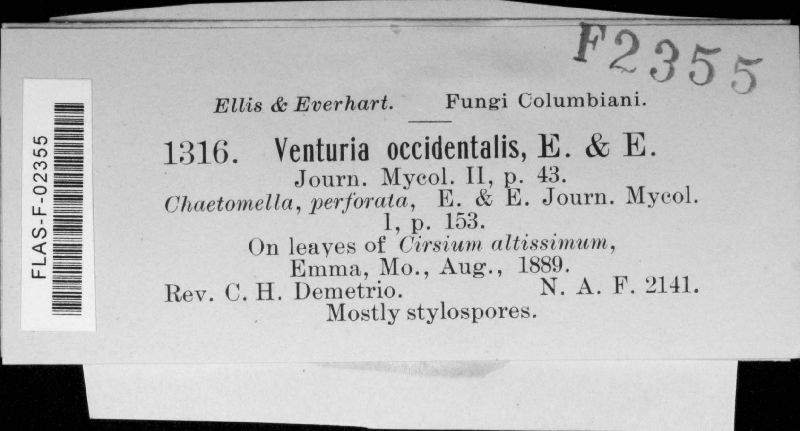 F2355
FLAS-F-02355
Ellis & Everhart. Fungi Columbiani.
1316. Venturia occidentalis, E. & E.
Journ. Mycol. II, p. 43.
Chaetomella, perforata, E. & E. Journ. Mycol.
1, p. 153.
On leaves of Cirsium altissimum,
Emma, Mo., Aug., 1889.
Rev. C. H. Demetrio. N. A. F. 2141.
Mostly stylospores.